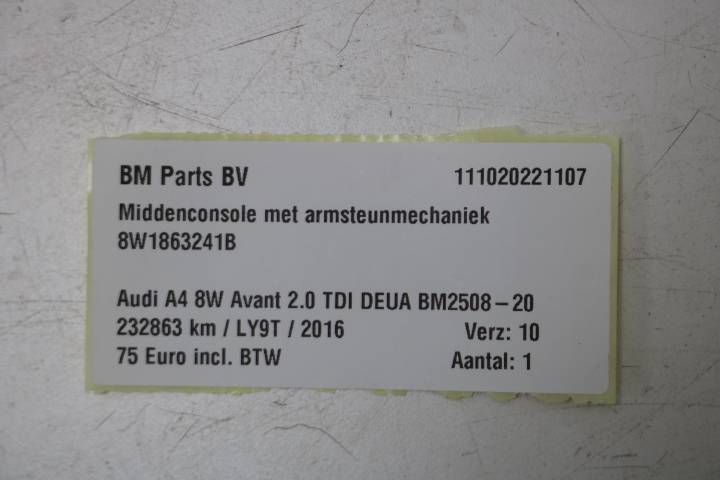 BM Parts BV 111020221107
Middenconsole met armsteunmechaniek
8W1863241B
Audi A4 8W Avant 2.0 TDI DEUA BM2508-20
232863 km / LY9T / 2016 Verz: 10
75 Euro incl. BTW Aantal: 1